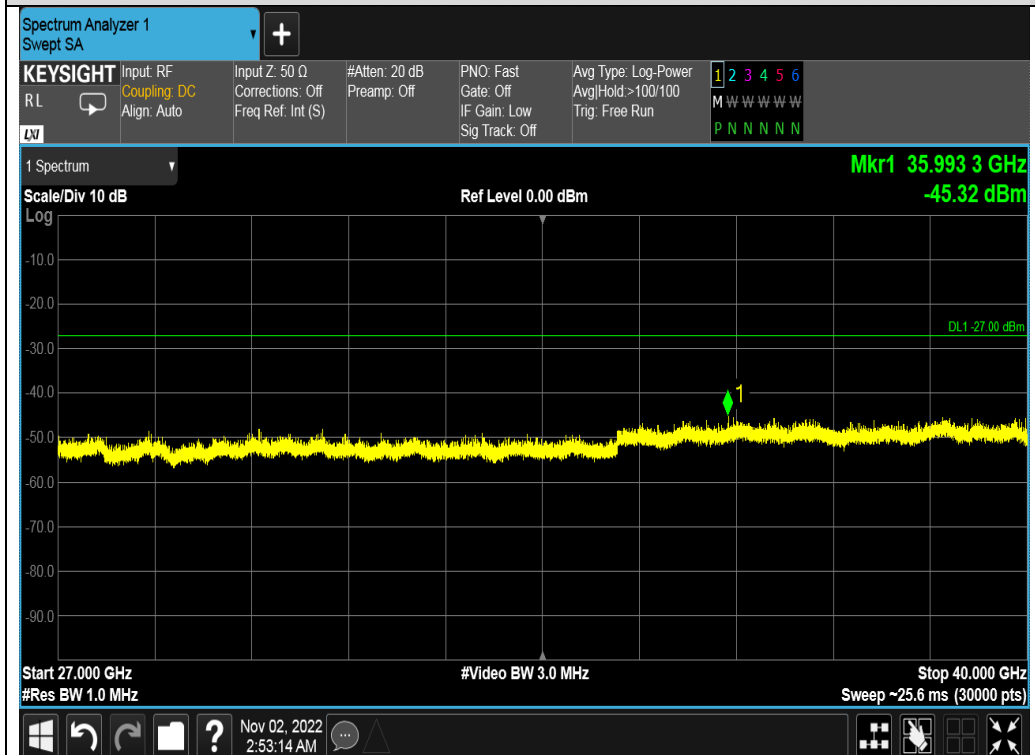 Spectrum Analyzer 1
Swept SA
+
KEYSIGHT
R L
LXI
Input: RF
Coupling: DC
Align: Auto
Input Z: 50 Ω
Corrections: Off
Freq Ref: Int (S)
#Atten: 20 dB
Preamp: Off
PNO: Fast
Gate: Off
IF Gain: Low
Sig Track: Off
Avg Type: Log-Power
Avg|Hold:>100/100
Trig: Free Run
1 2 3 4 5 6
M W W W W W
P N N N N N
1 Spectrum
Mkr1 35.993 3 GHz
-45.32 dBm
Scale/Div 10 dB
Ref Level 0.00 dBm
Log
-10.0
-20.0
DL1 -27.00 dBm
-30.0
-40.0
1
-50.0
-60.0
-70.0
-80.0
-90.0
Start 27.000 GHz
#Video BW 3.0 MHz
Stop 40.000 GHz
#Res BW 1.0 MHz
Sweep ~25.6 ms (30000 pts)
?
Nov 02, 2022
2:53:14 AM